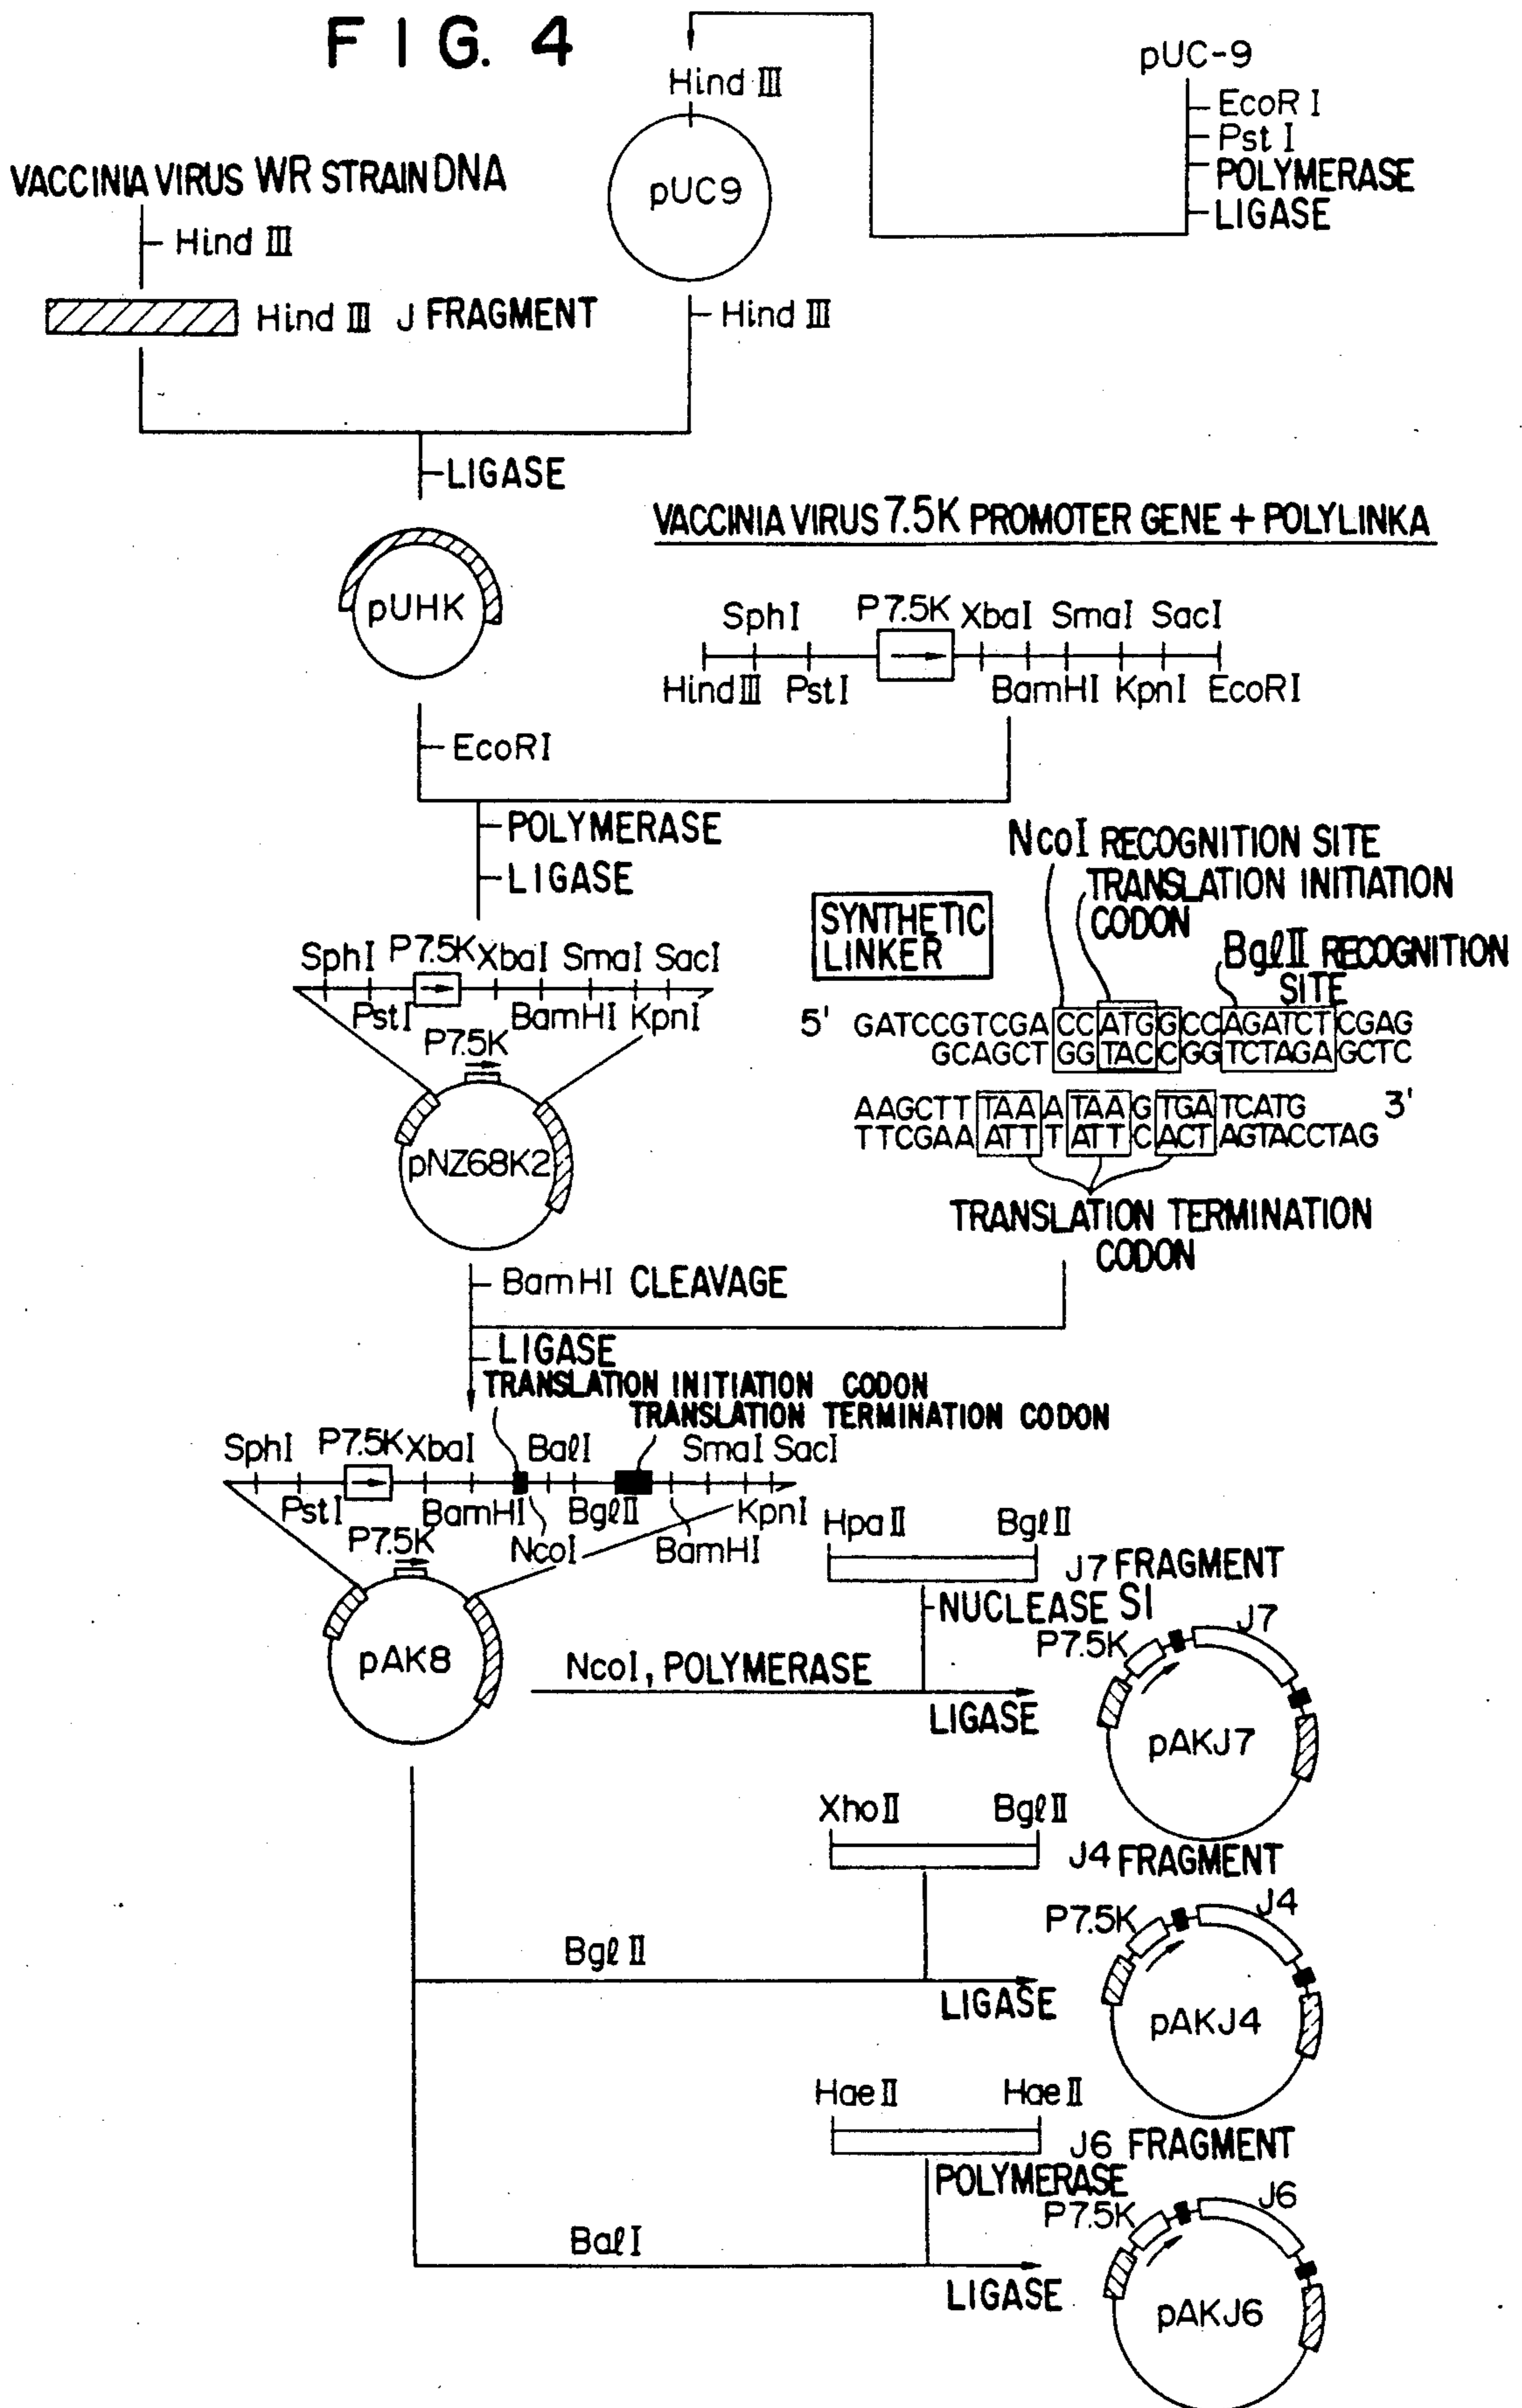 FIG. 4
Hind III
pUC-9
EcoR I
Pst I
POLYMERASE
LIGASE
VACCINIA VIRUS WR STRAIN DNA
Hind III
pUC9
Hind III J FRAGMENT
Hind III
LIGASE
VACCINIA VIRUS 7.5K PROMOTER GENE + POLYLINKA
pUHK
SphI P7.5K XbaI SmaI SacI
Hind III PstI BamHI KpnI EcoRI
EcoRI
POLYMERASE
LIGASE
NcoI RECOGNITION SITE
TRANSLATION INITIATION
CODON
SYNTHETIC
LINKER
BglII RECOGNITION
SITE
SphI P7.5K XbaI SmaI SacI
PstI BamHI KpnI
P7.5K
5' GATCCGTCGA CC ATG G CC AGATCT CGAG
GCAGCT GG TAC C GG TCTAGA GCTC
AAGCTT TAA A TAA G TGA TCATG 3'
TTCGAA ATT T ATT C ACT AGTACCTAG
pNZ68K2
TRANSLATION TERMINATION
CODON
BamHI CLEAVAGE
LIGASE
TRANSLATION INITIATION CODON
TRANSLATION TERMINATION CODON
SphI P7.5K XbaI BalI SmaI SacI
PstI BamHI BglII KpnI
P7.5K NcoI BamHI
HpaII BglII
J7 FRAGMENT
NUCLEASE S1
pAK8
NcoI, POLYMERASE
LIGASE
P7.5K J7
pAKJ7
XhoII BglII
J4 FRAGMENT
BglII
LIGASE
P7.5K J4
pAKJ4
HaeII HaeII
J6 FRAGMENT
POLYMERASE
BalI
LIGASE
P7.5K J6
pAKJ6